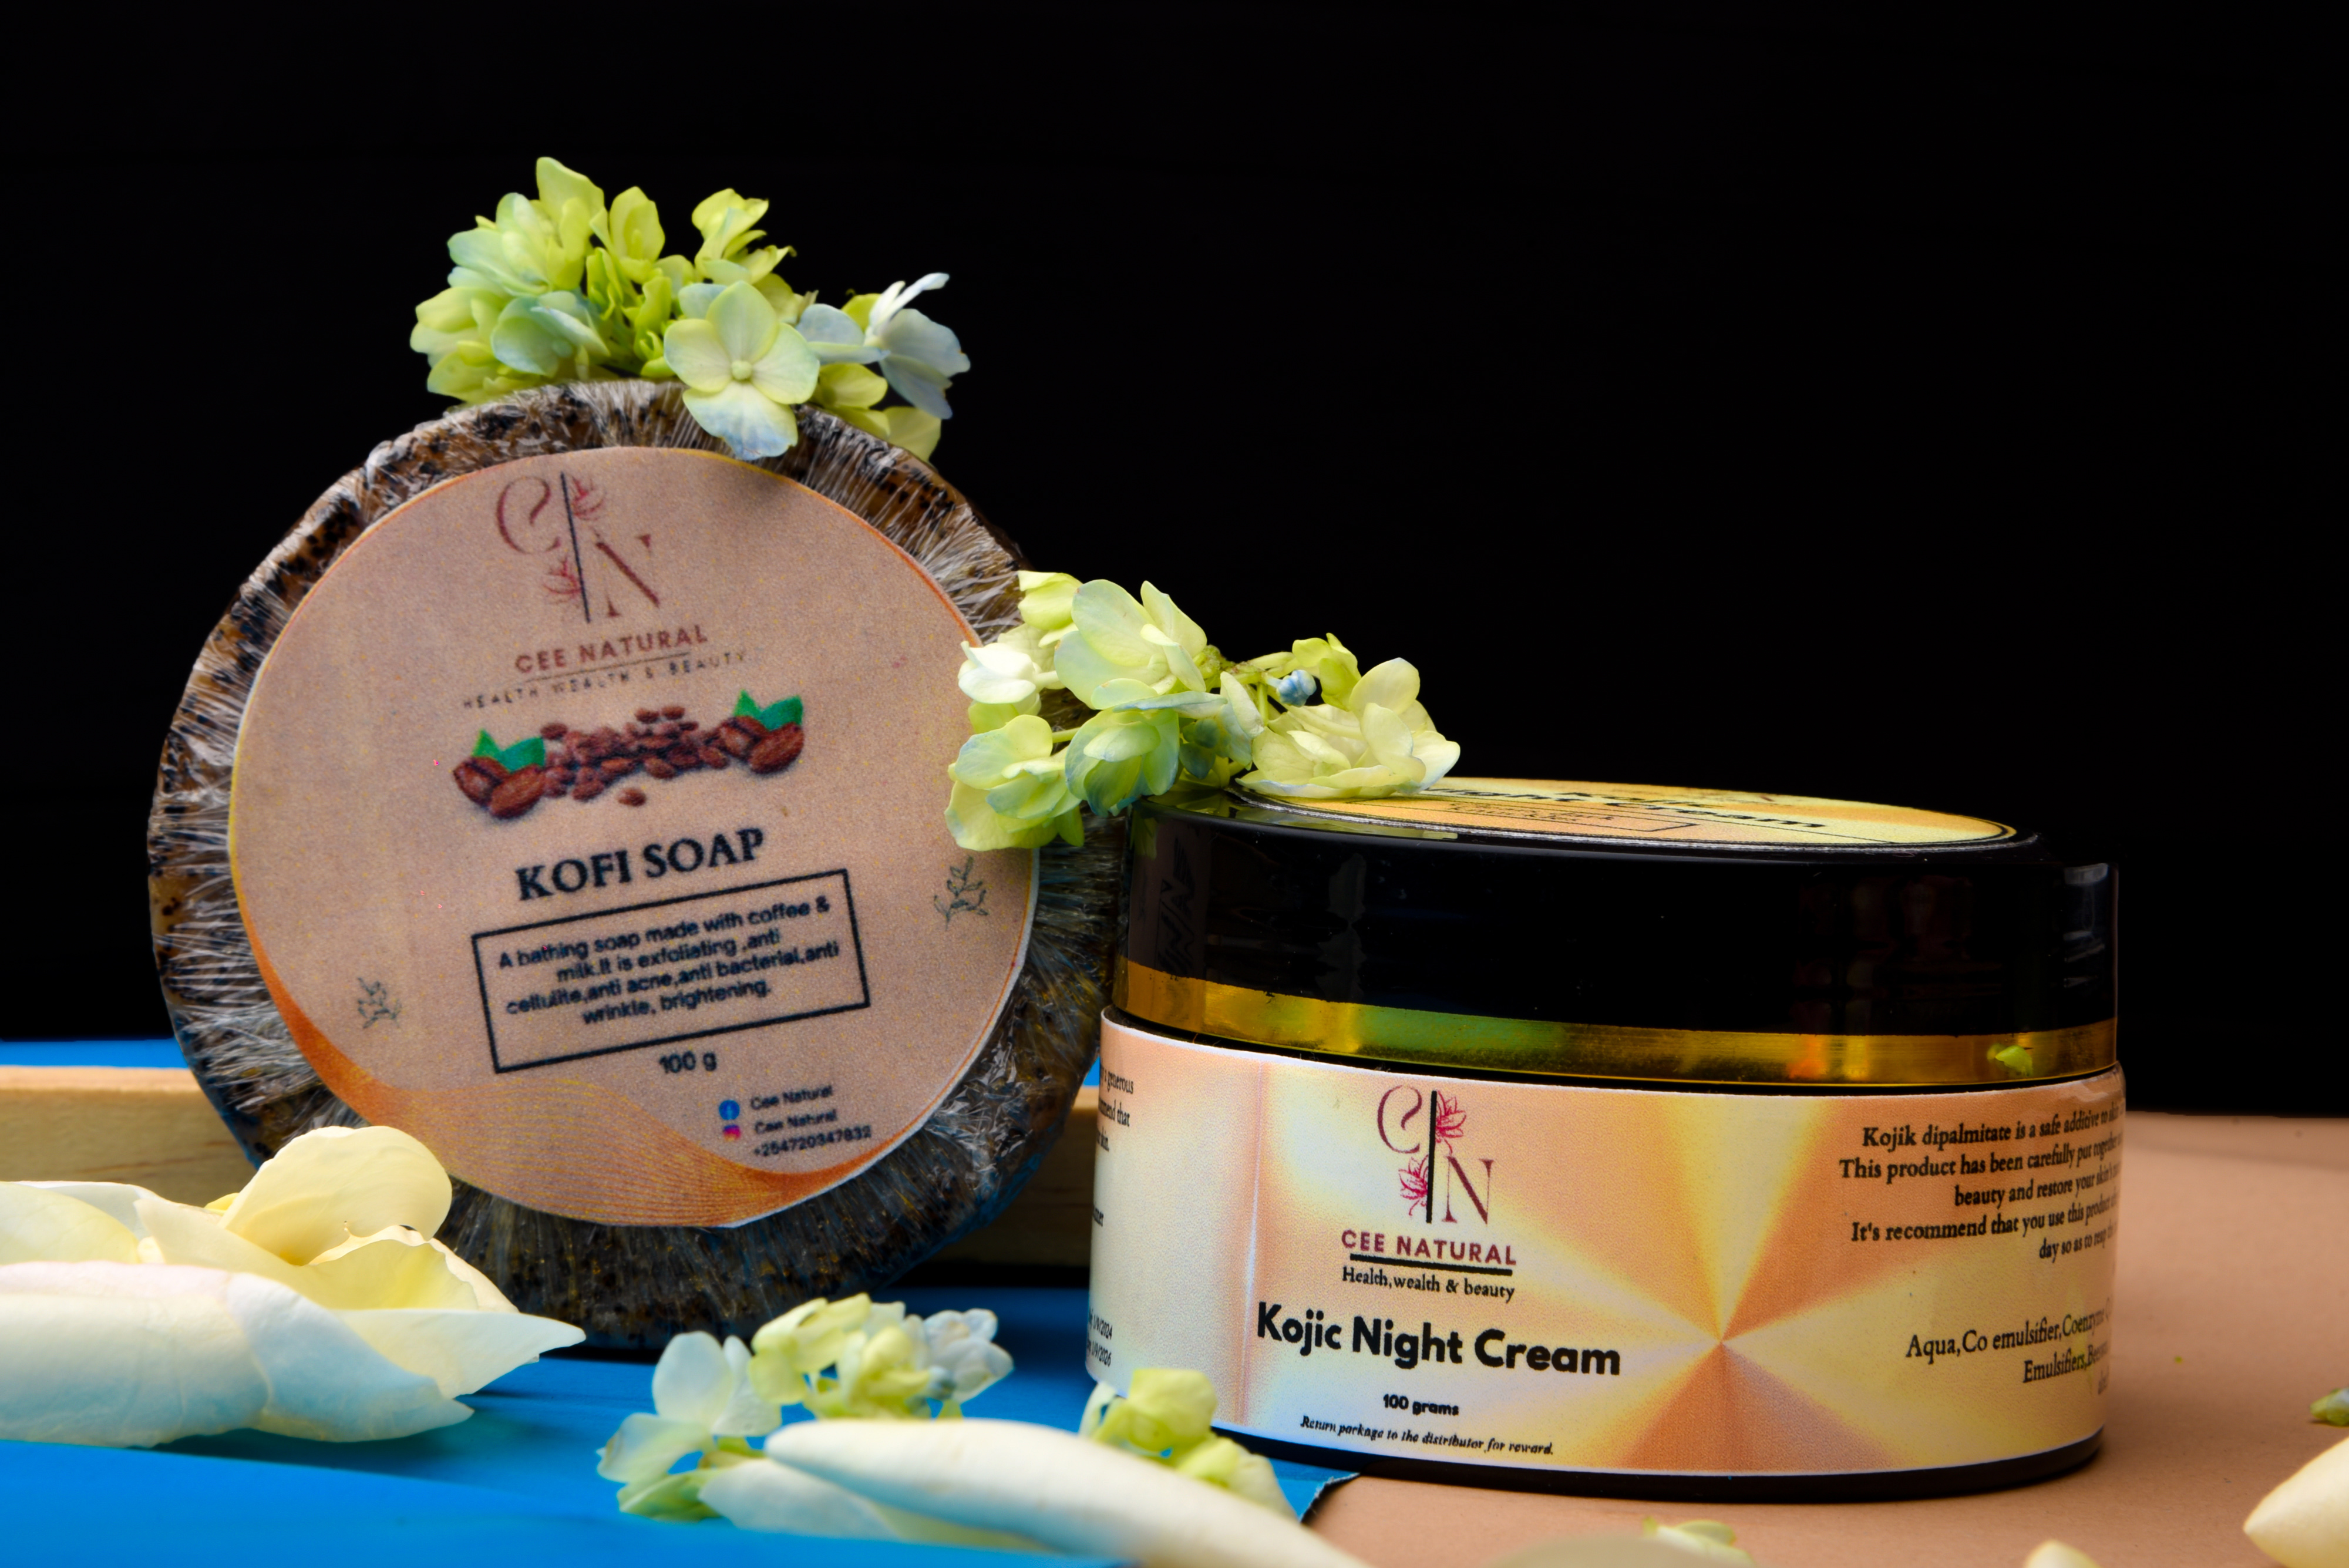 CN
CEE NATURAL
HEALTH WEALTH & BEAUTY
KOFI SOAP
A bathing soap made with coffee &
milk.It is exfoliating ,anti
cellulite,anti acne,anti bacterial,anti
wrinkle, brightening.
100 g
Cee Natural
Cee Natural
+254720347832
Night Cream
generous
CN
CEE NATURAL
Health,wealth & beauty
Kojic Night Cream
100 grams
Return package to the distributor for reward.
Kojik dipalmitate is a safe additive to
This product has been carefully put together
beauty and restore your skin
It's recommend that you use this product
day so as to
Aqua,Co emulsifier,
Emulsifiers,